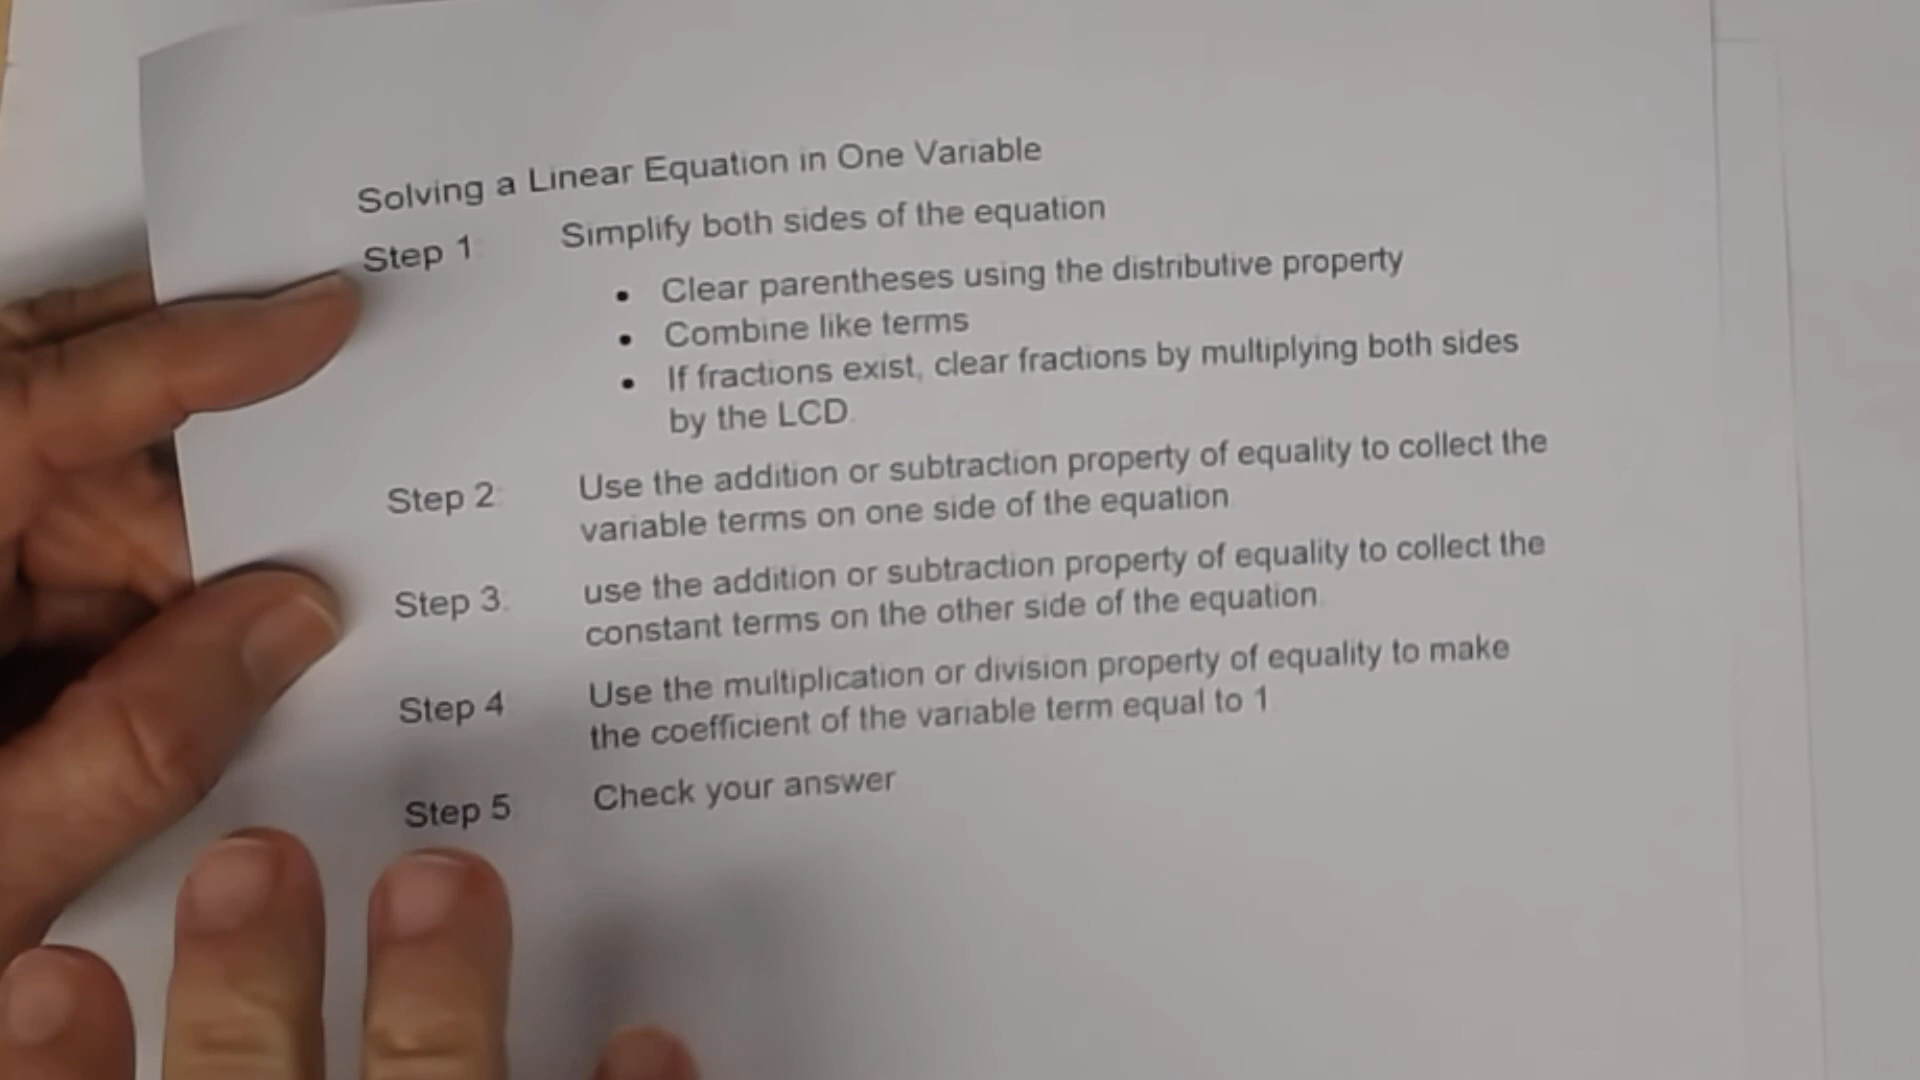 Solving a Linear Equation in One Variable
Step 1: Simplify both sides of the equation
• Clear parentheses using the distributive property
• Combine like terms
• If fractions exist, clear fractions by multiplying both sides
by the LCD.
Step 2: Use the addition or subtraction property of equality to collect the
variable terms on one side of the equation.
Step 3: use the addition or subtraction property of equality to collect the
constant terms on the other side of the equation.
Step 4 Use the multiplication or division property of equality to make
the coefficient of the variable term equal to 1
Step 5 Check your answer